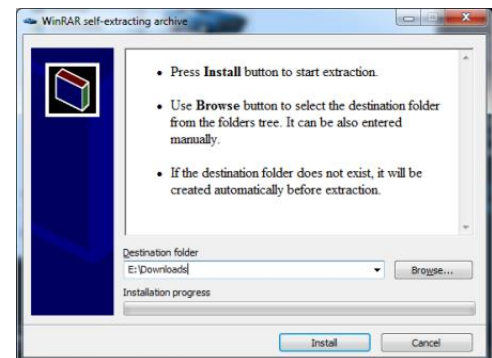 WinRAR self-extracting archive
• Press Install button to start extraction.
• Use Browse button to select the destination folder
from the folders tree. It can be also entered
manually.
• If the destination folder does not exist, it will be
created automatically before extraction.
Destination folder
E:\Downloads
Browse...
Installation progress
Install
Cancel